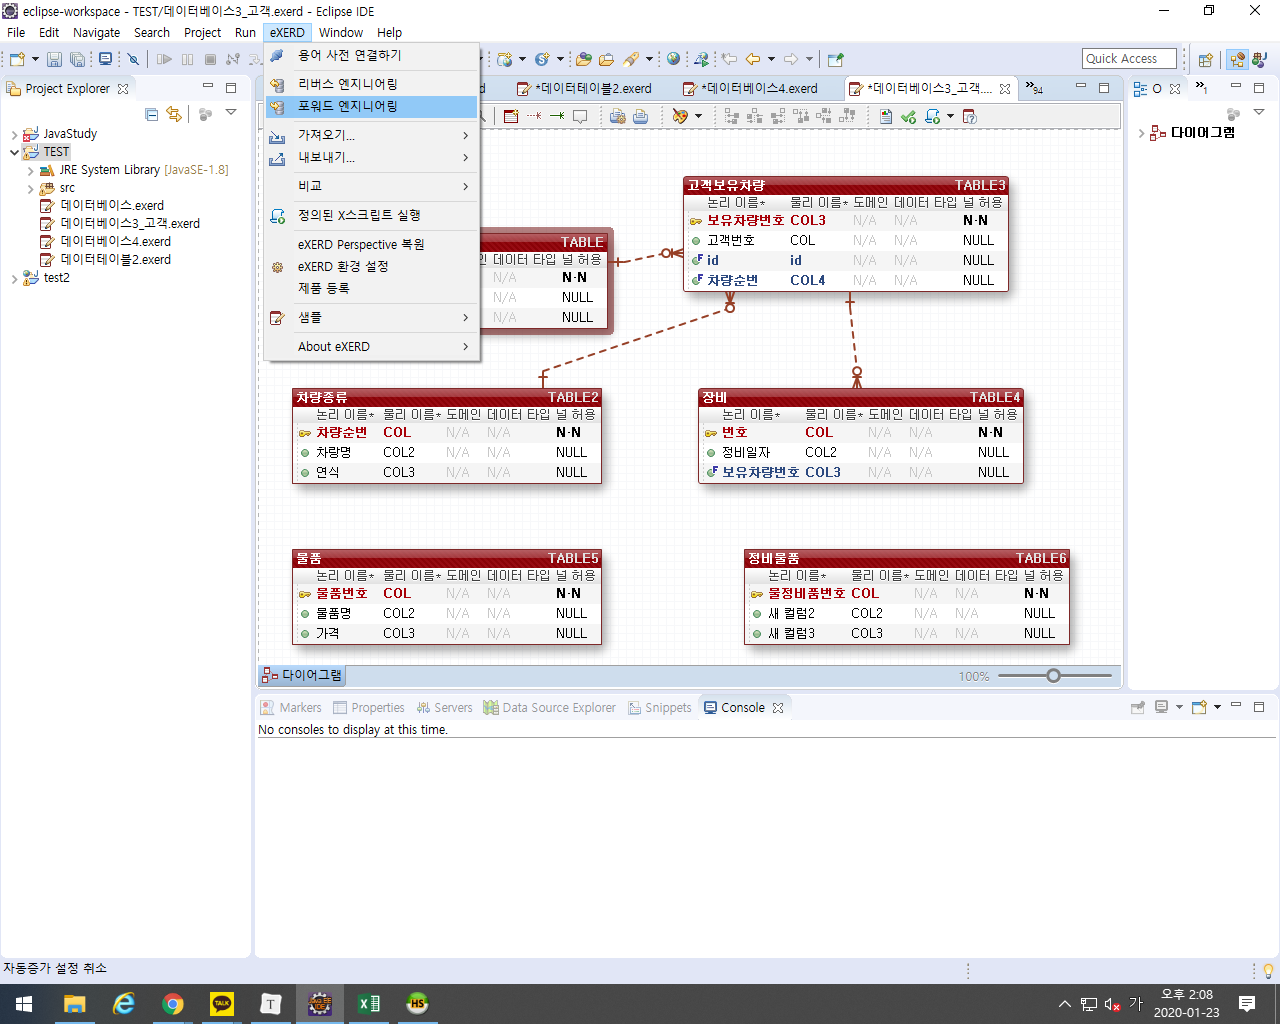 eclipse-workspace - TEST/데이터베이스3_고객.exerd - Eclipse IDE
File Edit Navigate Search Project Run eXERD Window Help
Quick Access
용어 사전 연결하기
리버스 엔지니어링
포워드 엔지니어링
가져오기...
내보내기...
비교
정의된 X스크립트 실행
eXERD Perspective 복원
eXERD 환경 설정
제품 등록
샘플
About eXERD
Project Explorer
JavaStudy
TEST
JRE System Library [JavaSE-1.8]
src
데이터베이스.exerd
데이터베이스3_고객.exerd
데이터베이스4.exerd
데이터테이블2.exerd
test2
d *데이터테이블2.exerd *데이터베이스4.exerd *데이터베이스3_고객.... »94
O »1
다이어그램
TABLE
데이터 타입 널 허용
N/A N-N
N/A NULL
N/A NULL
고객보유차량 TABLE3
논리 이름* 물리 이름* 도메인 데이터 타입 널 허용
보유차량번호 COL3 N/A N/A N-N
고객번호 COL N/A N/A NULL
id id N/A N/A NULL
차량순번 COL4 N/A N/A NULL
차량종류 TABLE2
논리 이름* 물리 이름* 도메인 데이터 타입 널 허용
차량순번 COL N/A N/A N-N
차량명 COL2 N/A N/A NULL
연식 COL3 N/A N/A NULL
장비 TABLE4
논리 이름* 물리 이름* 도메인 데이터 타입 널 허용
번호 COL N/A N/A N-N
정비일자 COL2 N/A N/A NULL
보유차량번호 COL3 N/A N/A NULL
물품 TABLE5
논리 이름* 물리 이름* 도메인 데이터 타입 널 허용
물품번호 COL N/A N/A N-N
물품명 COL2 N/A N/A NULL
가격 COL3 N/A N/A NULL
정비물품 TABLE6
논리 이름* 물리 이름* 도메인 데이터 타입 널 허용
물정비품번호 COL N/A N/A N-N
새 컬럼2 COL2 N/A N/A NULL
새 컬럼3 COL3 N/A N/A NULL
다이어그램 100%
Markers Properties Servers Data Source Explorer Snippets Console
No consoles to display at this time.
자동증가 설정 취소
TALK
T
Java EE
IDE
HS
가
오후 2:08
2020-01-23